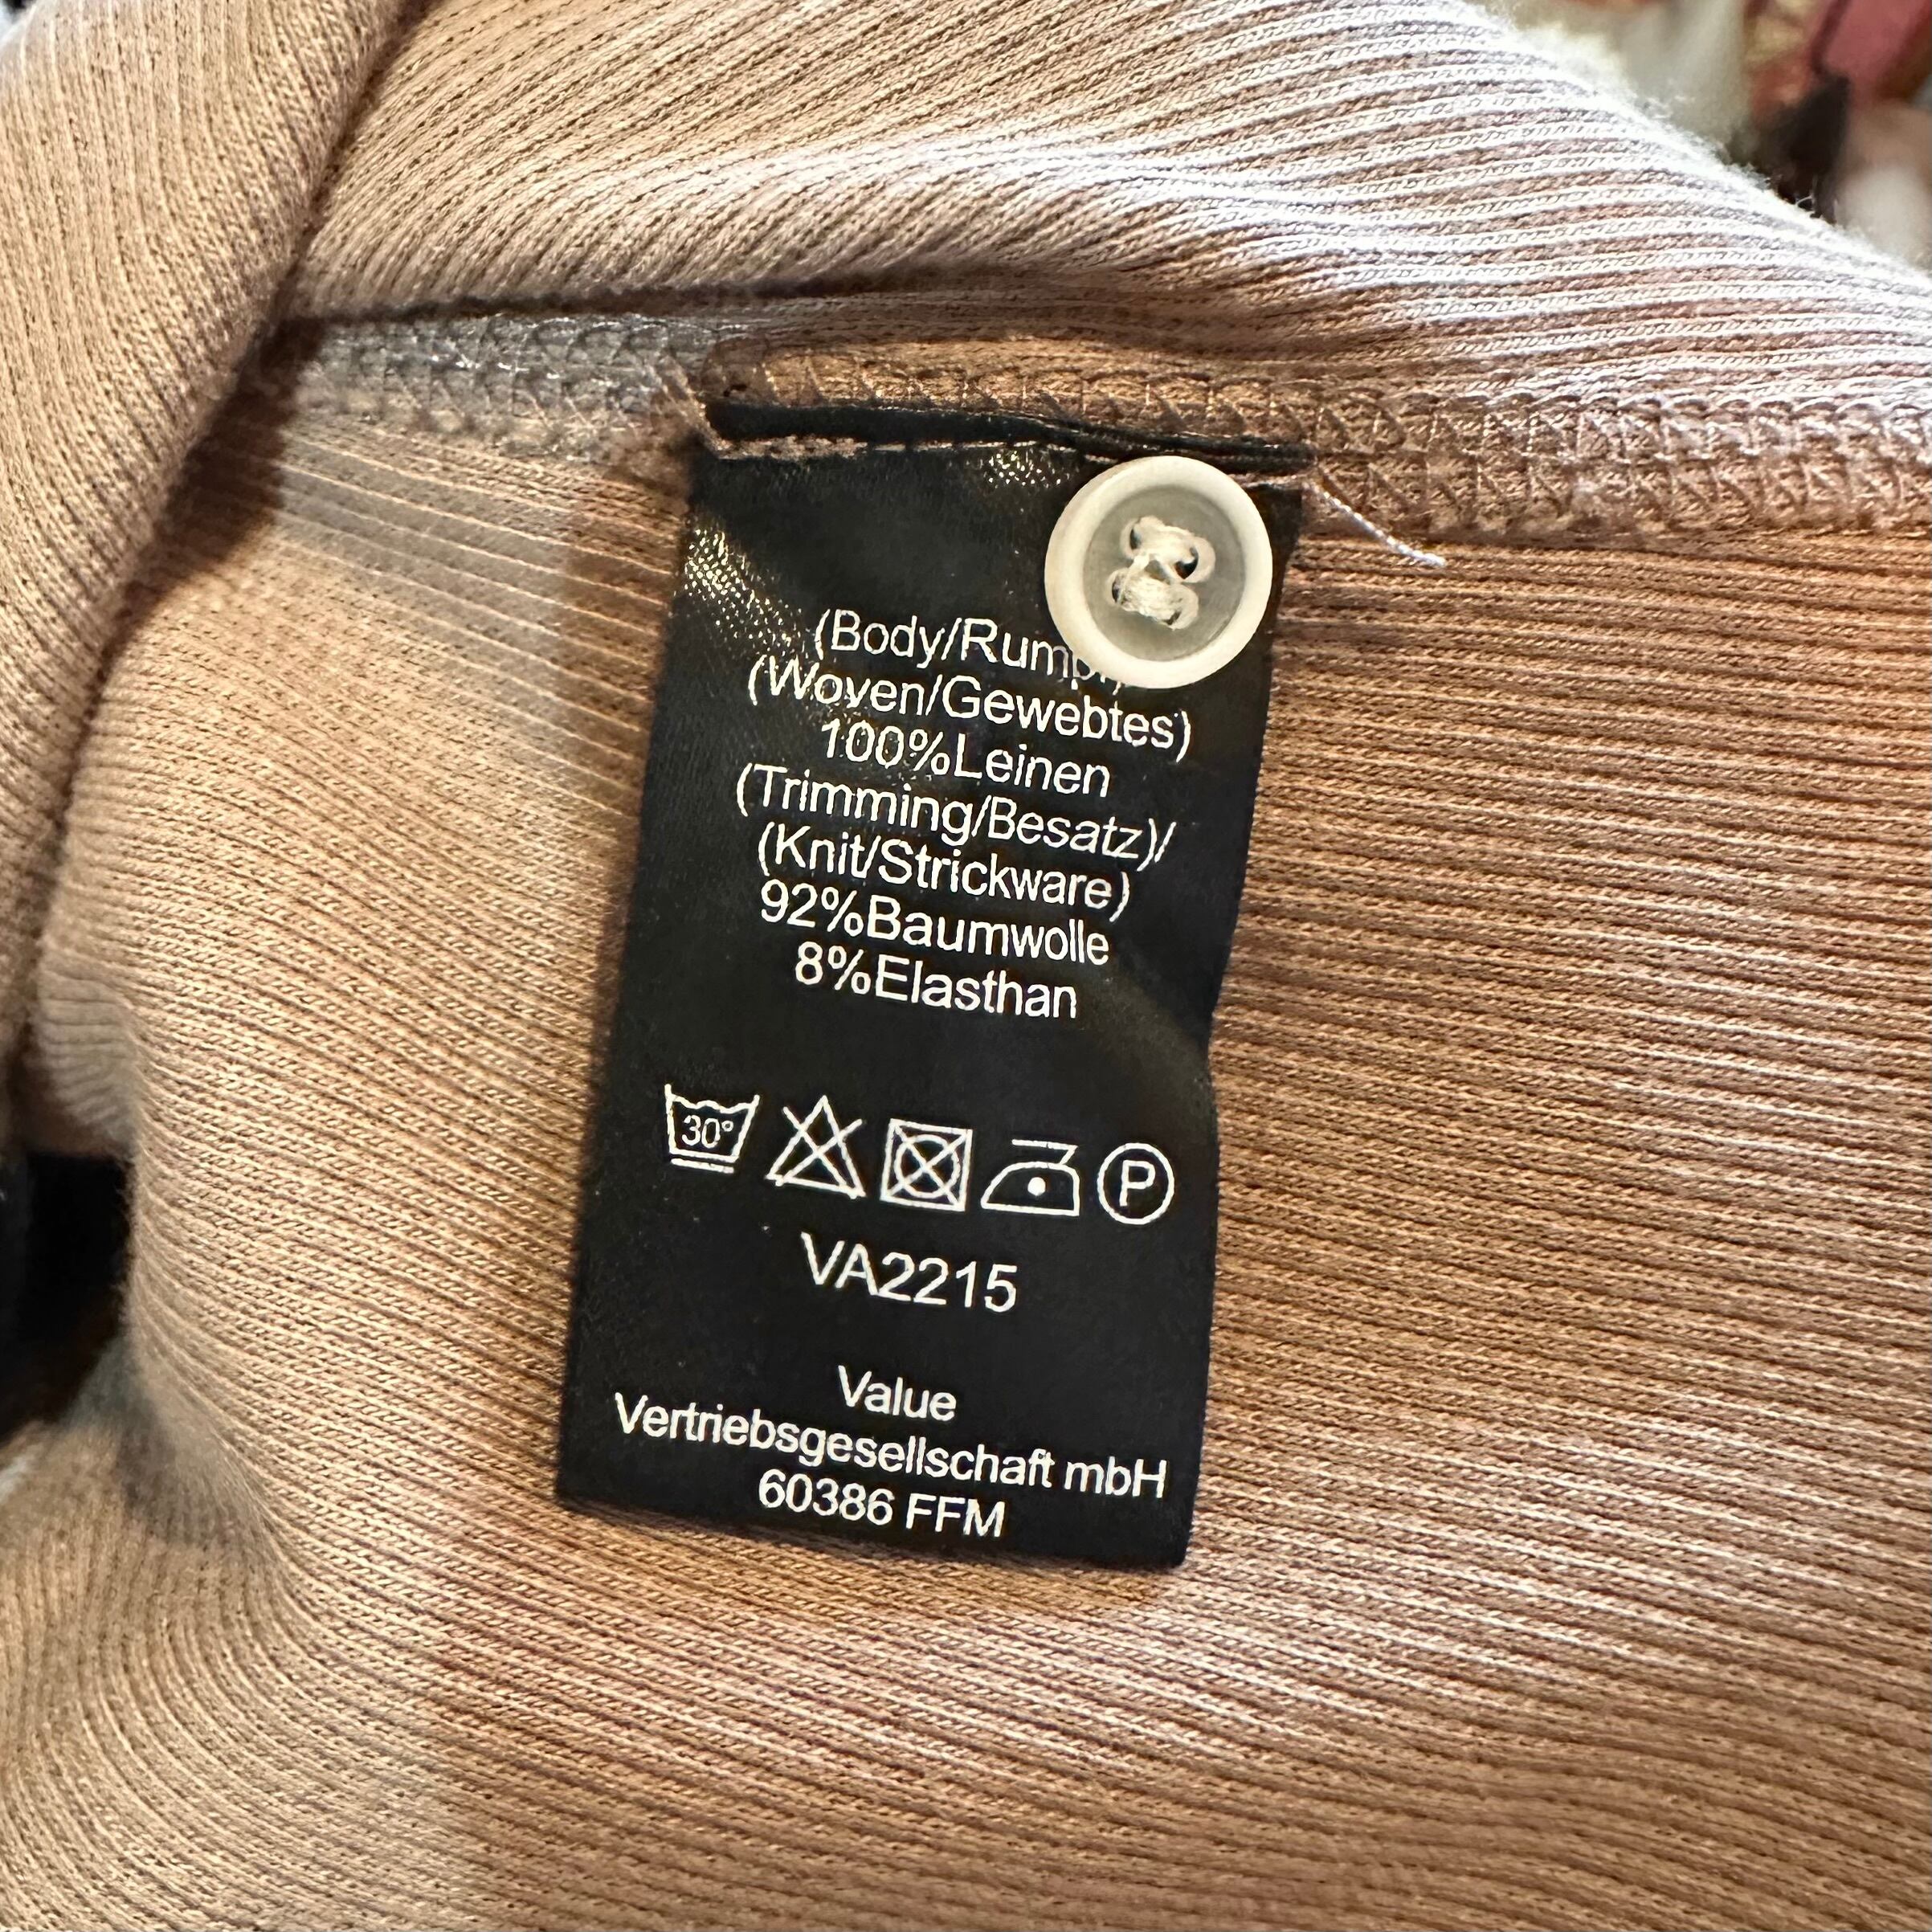 (Body/Rumpf)
(Woven/Gewebtes)
100%Leinen
(Trimming/Besatz)/
(Knit/Strickware)
92%Baumwolle
8%Elasthan
30°
P
VA2215
Value
Vertriebsgesellschaft mbH
60386 FFM